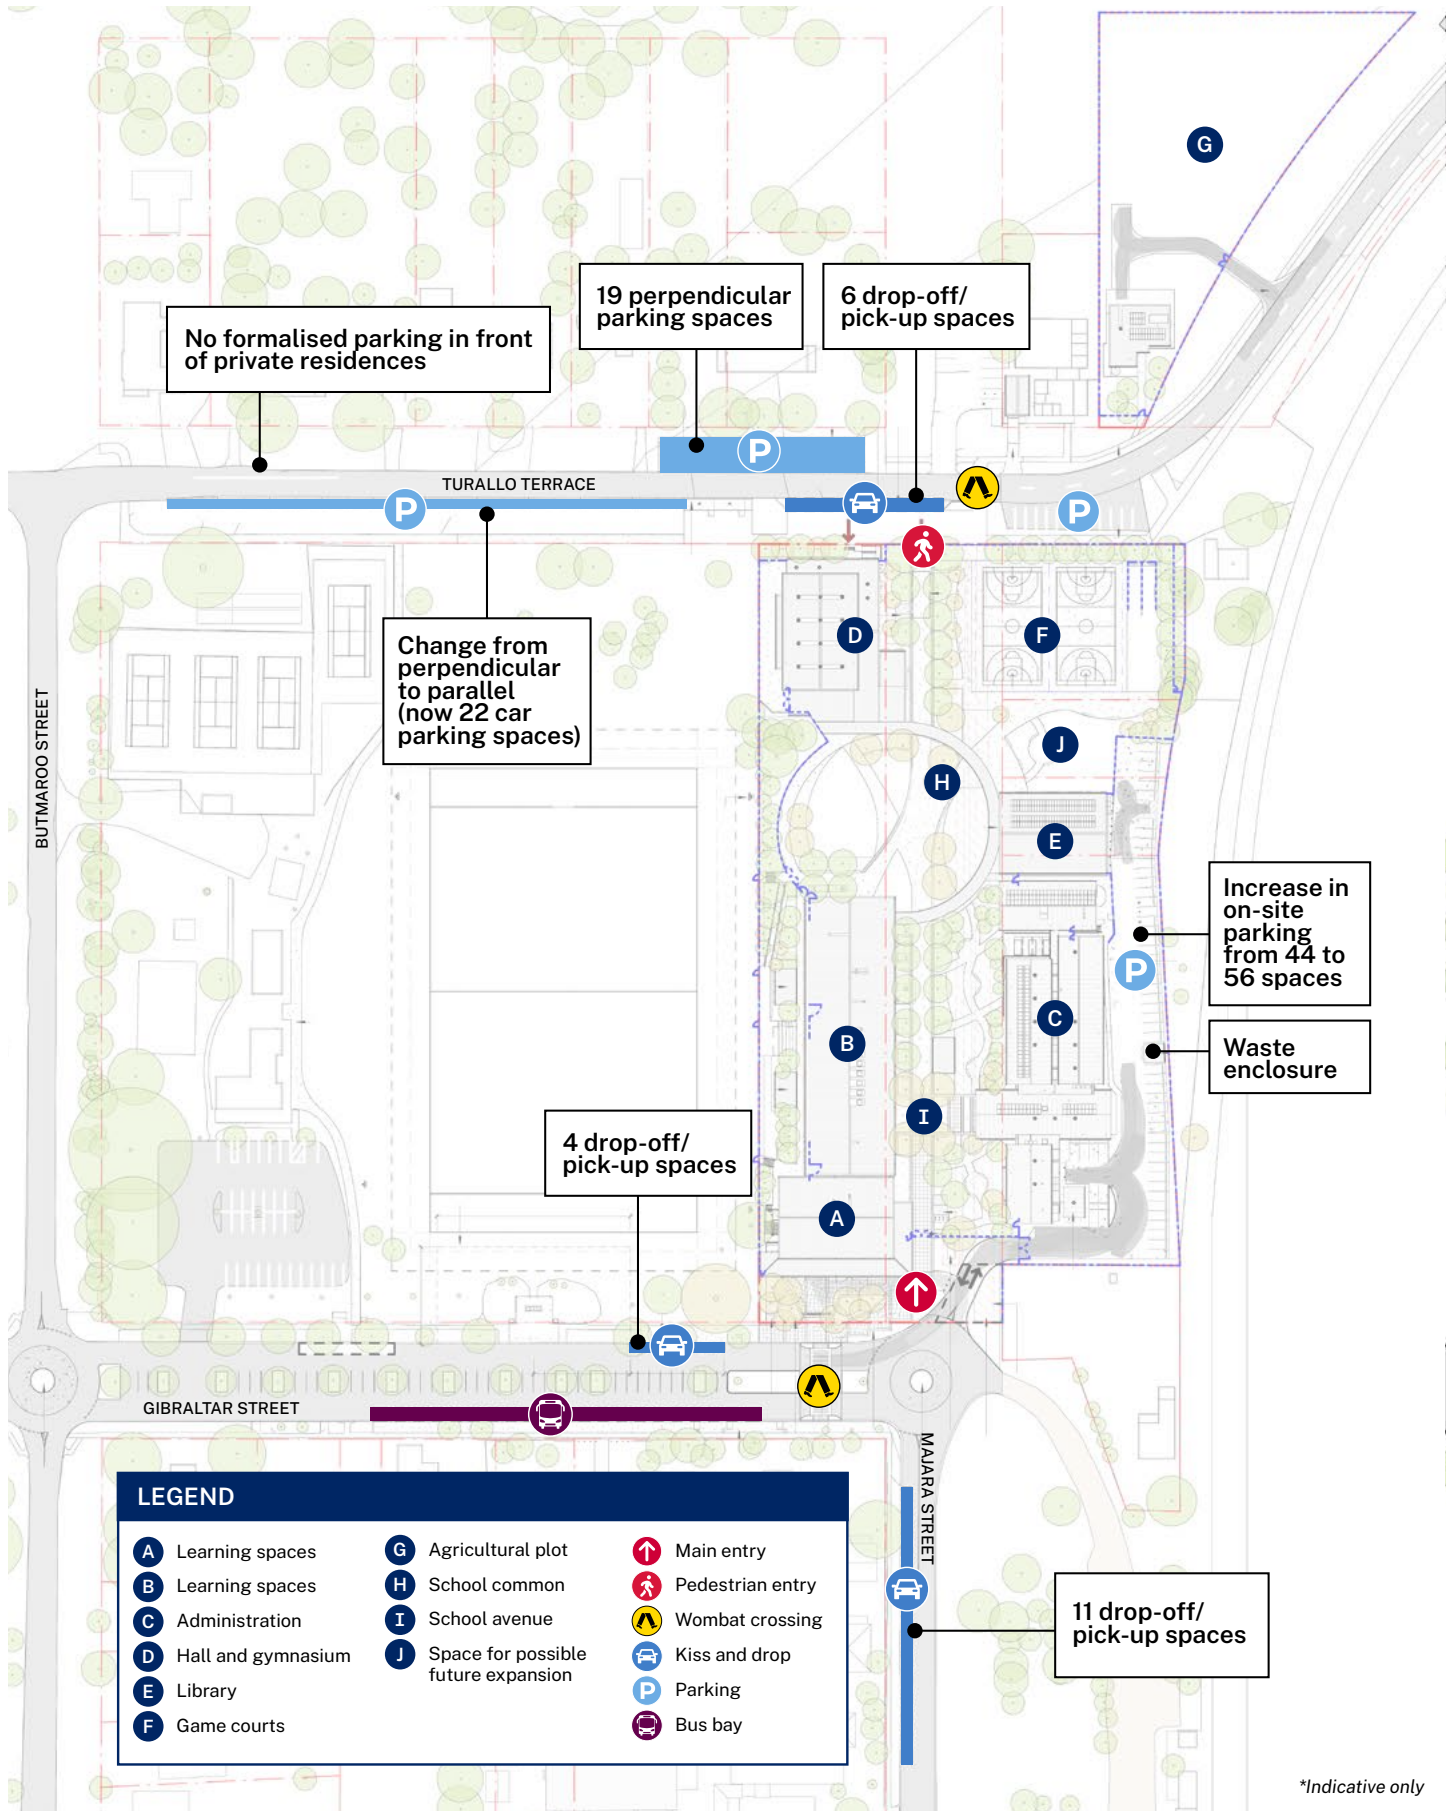 G
19 perpendicular
parking spaces
6 drop-off/
pick-up spaces
No formalised parking in front
of private residences
P
TURALLO TERRACE
P
P
Change from
perpendicular
to parallel
(now 22 car
parking spaces)
D
F
BUTMAROO STREET
J
H
E
Increase in
on-site
parking
from 44 to
56 spaces
P
C
B
Waste
enclosure
I
4 drop-off/
pick-up spaces
A
GIBRALTAR STREET
MAJARA STREET
LEGEND
A Learning spaces
B Learning spaces
C Administration
D Hall and gymnasium
E Library
F Game courts
G Agricultural plot
H School common
I School avenue
J Space for possible
future expansion
Main entry
Pedestrian entry
Wombat crossing
Kiss and drop
P Parking
Bus bay
11 drop-off/
pick-up spaces
*Indicative only